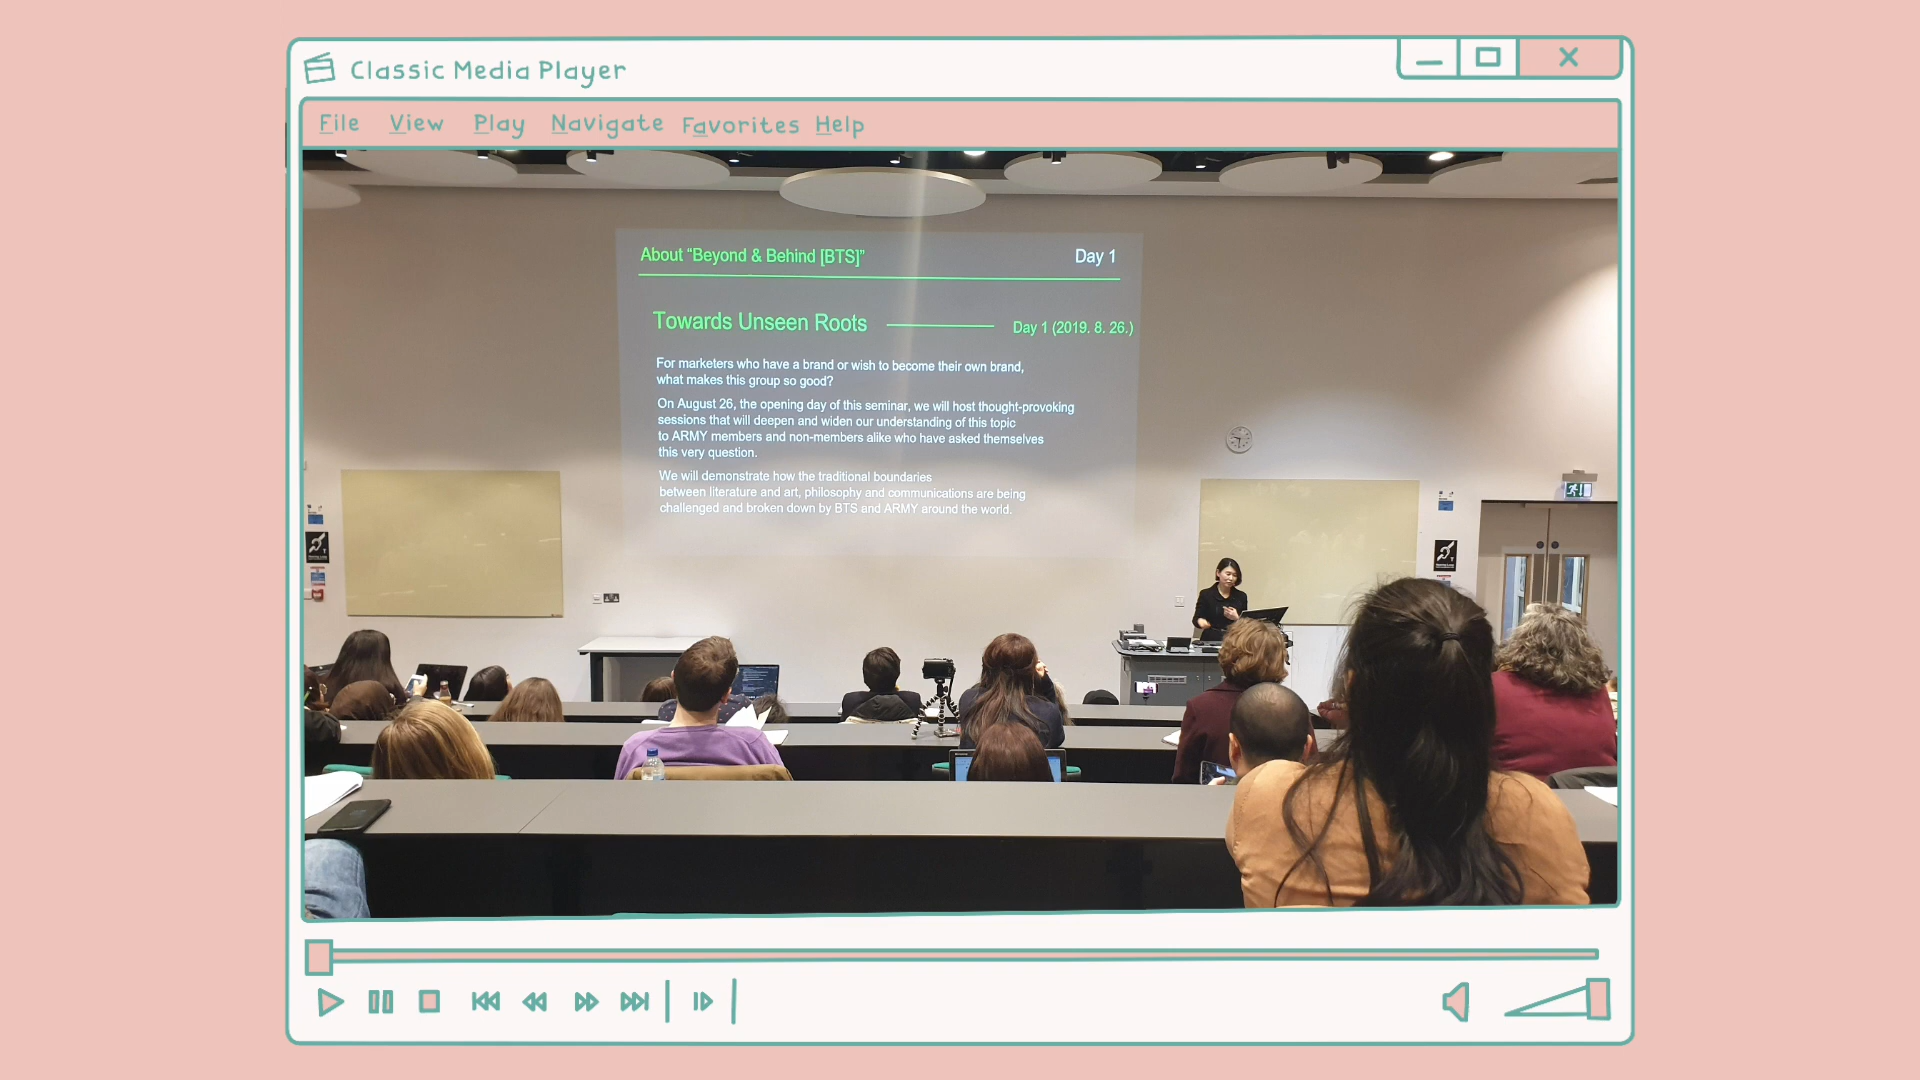 Classic Media Player
File View Play Navigate Favorites Help
About “Beyond & Behind [BTS]” Day 1
Towards Unseen Roots Day 1 (2019. 8. 26.)
For marketers who have a brand or wish to become their own brand,
what makes this group so good?
On August 26, the opening day of this seminar, we will host thought-provoking
sessions that will deepen and widen our understanding of this topic
to ARMY members and non-members alike who have asked themselves
this very question.
We will demonstrate how the traditional boundaries
between literature and art, philosophy and communications are being
challenged and broken down by BTS and ARMY around the world.